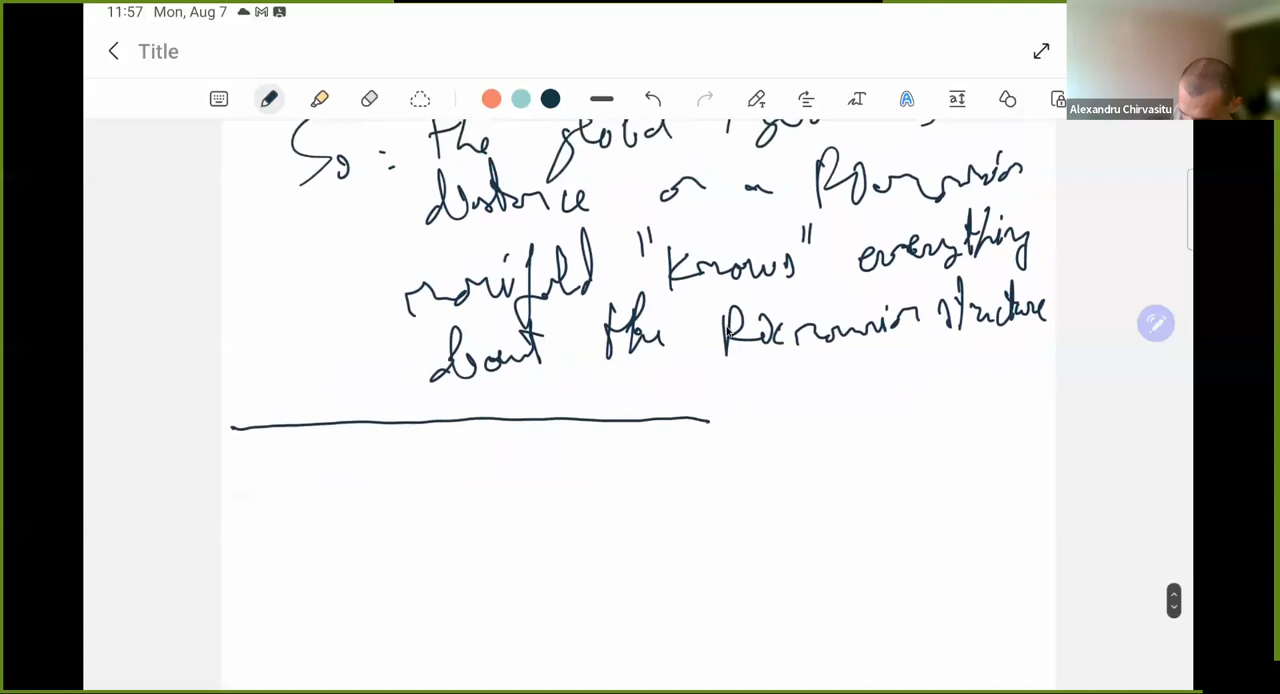 11:57 Mon, Aug 7
Title
Alexandru Chirvasitu
So: the global
distance on a Riemannian
manifold "knows" everything
about the Riemannian structure